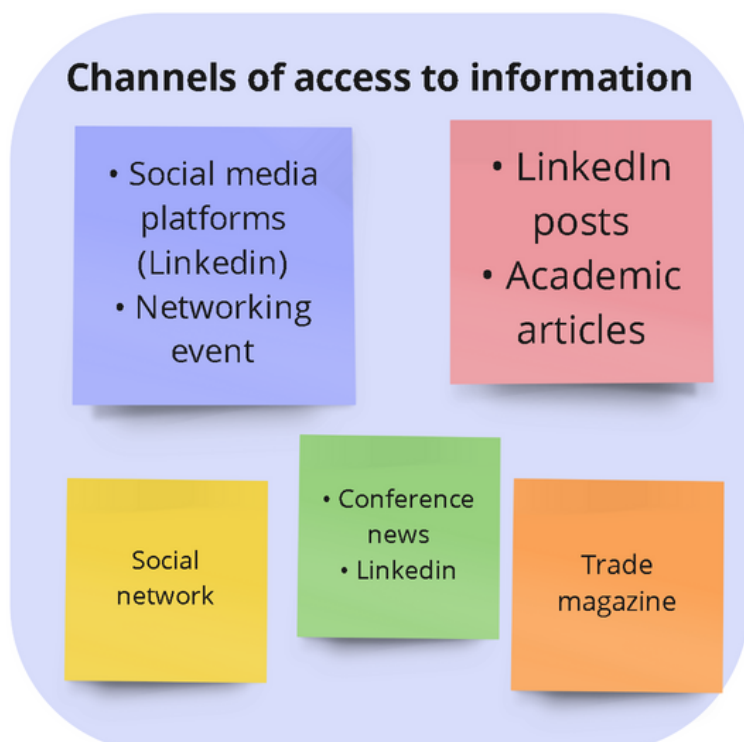 Channels of access to information
• Social media
platforms
(Linkedin)
• Networking
event
• LinkedIn
posts
• Academic
articles
Social
network
• Conference
news
• Linkedin
Trade
magazine